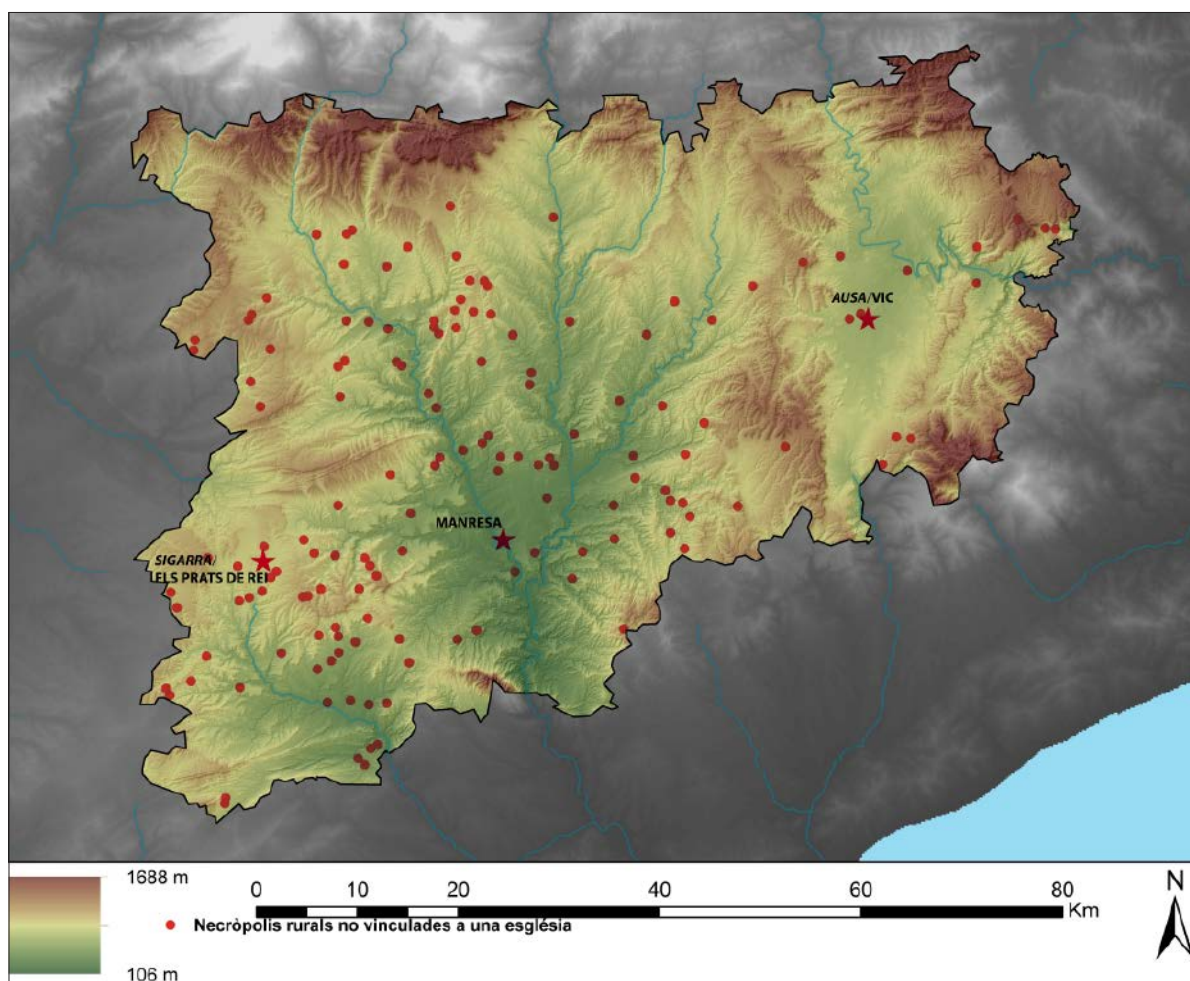 AUSA/VIC
MANRESA
SIGARRA/
ELS PRATS DE REI
1688 m
0 10 20 40 60 80
Km
N
Necròpolis rurals no vinculades a una església
106 m